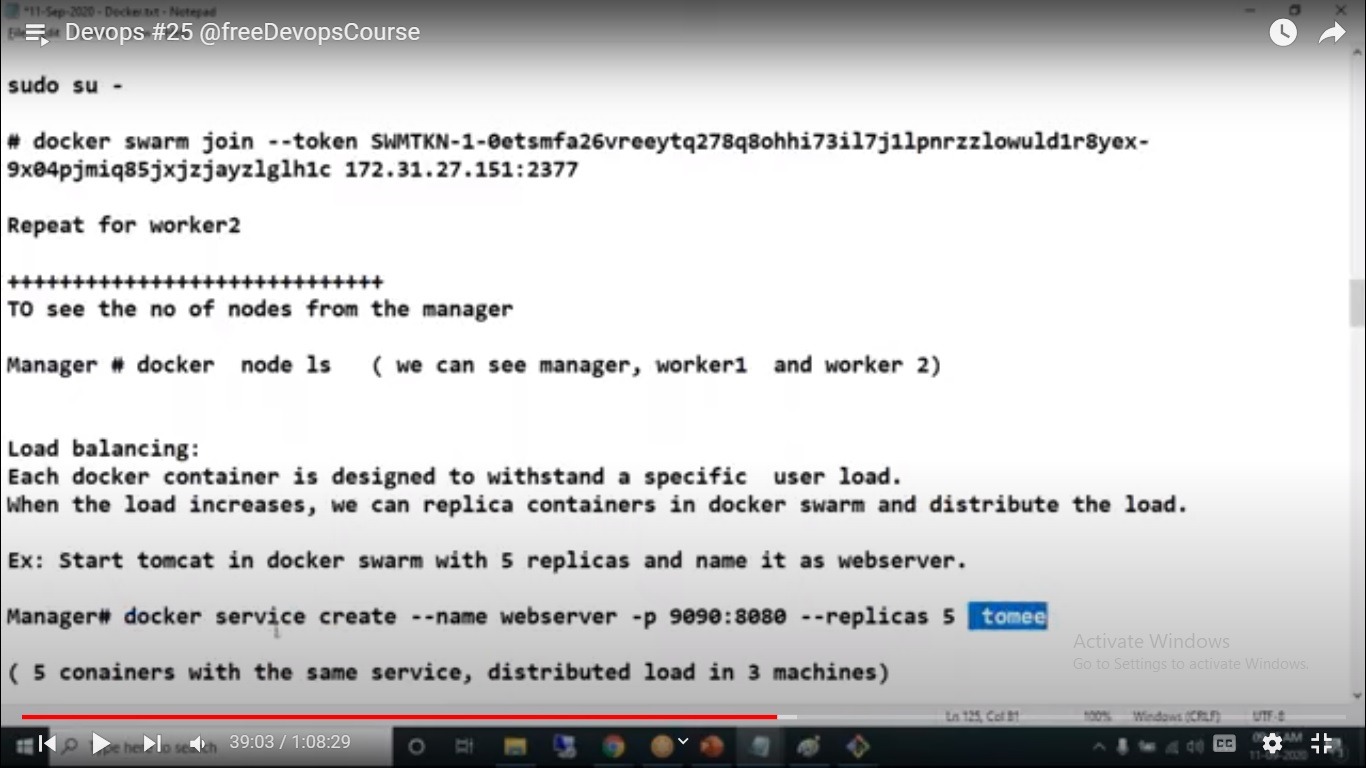 *11-Sep-2020 - Docker.txt - Notepad
Devops #25 @freeDevopsCourse
sudo su -
# docker swarm join --token SWMTKN-1-0etsmfa26vreeytq278q8ohhi73il7j1lpnrzzlowuld1r8yex-
9x04pjmiq85jxjzjayzlglh1c 172.31.27.151:2377
Repeat for worker2
+++++++++++++++++++++++++++++
TO see the no of nodes from the manager
Manager # docker  node ls   ( we can see manager, worker1  and worker 2)
Load balancing:
Each docker container is designed to withstand a specific  user load.
When the load increases, we can replica containers in docker swarm and distribute the load.
Ex: Start tomcat in docker swarm with 5 replicas and name it as webserver.
Manager# docker service create --name webserver -p 9090:8080 --replicas 5  tomee
Activate Windows
Go to Settings to activate Windows.
( 5 conainers with the same service, distributed load in 3 machines)
Ln 125, Col 81 100% Windows (CRLF) UTF-8
39:03 / 1:08:29
CC
11-09-2020